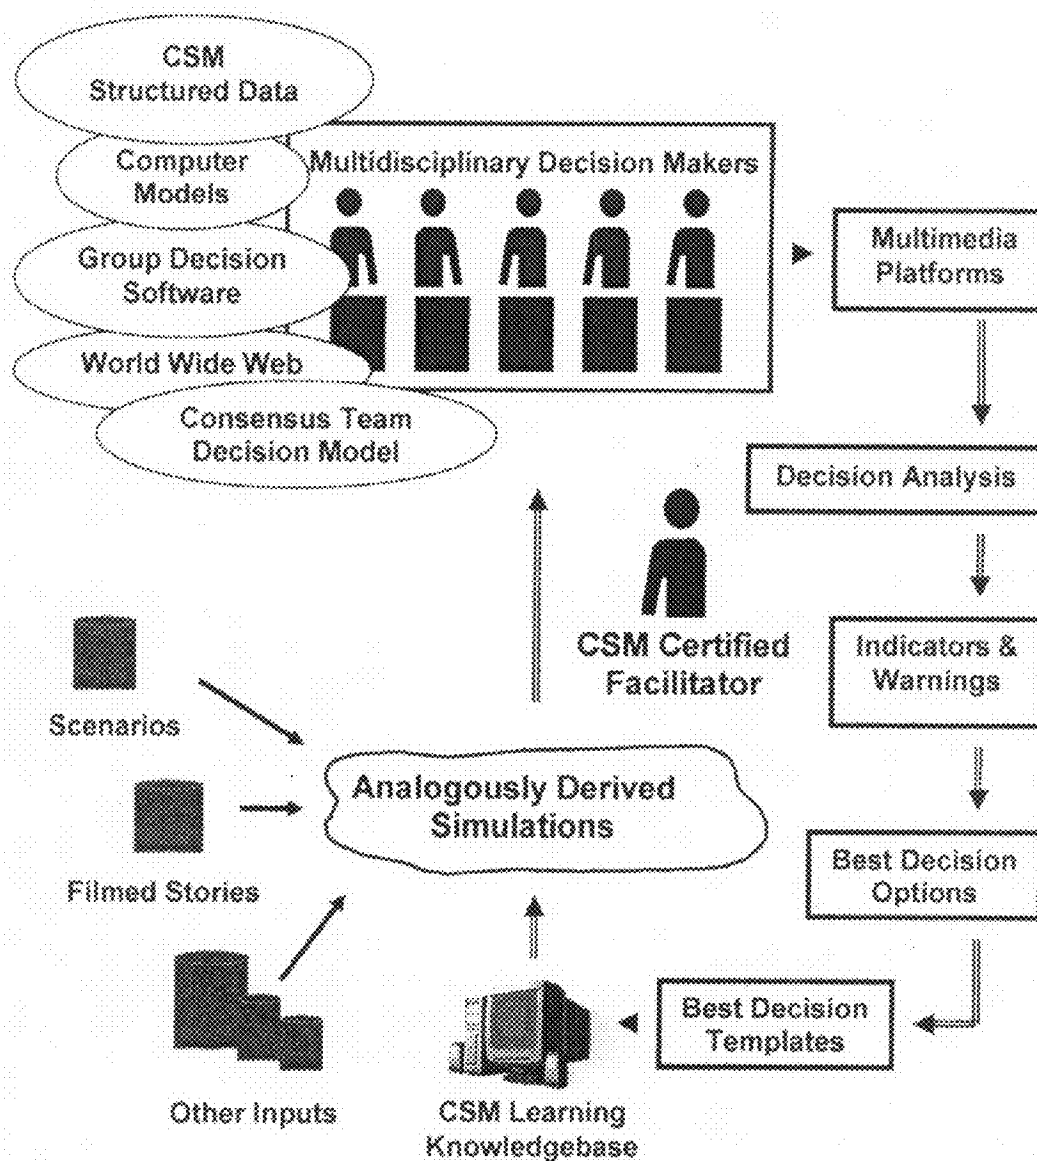 CSM
Structured Data
Computer
Models
Group Decision
Software
World Wide Web
Consensus Team
Decision Model
Multidisciplinary Decision Makers
Multimedia
Platforms
Decision Analysis
Indicators &
Warnings
Best Decision
Options
Best Decision
Templates
CSM Certified
Facilitator
Scenarios
Filmed Stories
Other Inputs
Analogously Derived
Simulations
CSM Learning
Knowledgebase